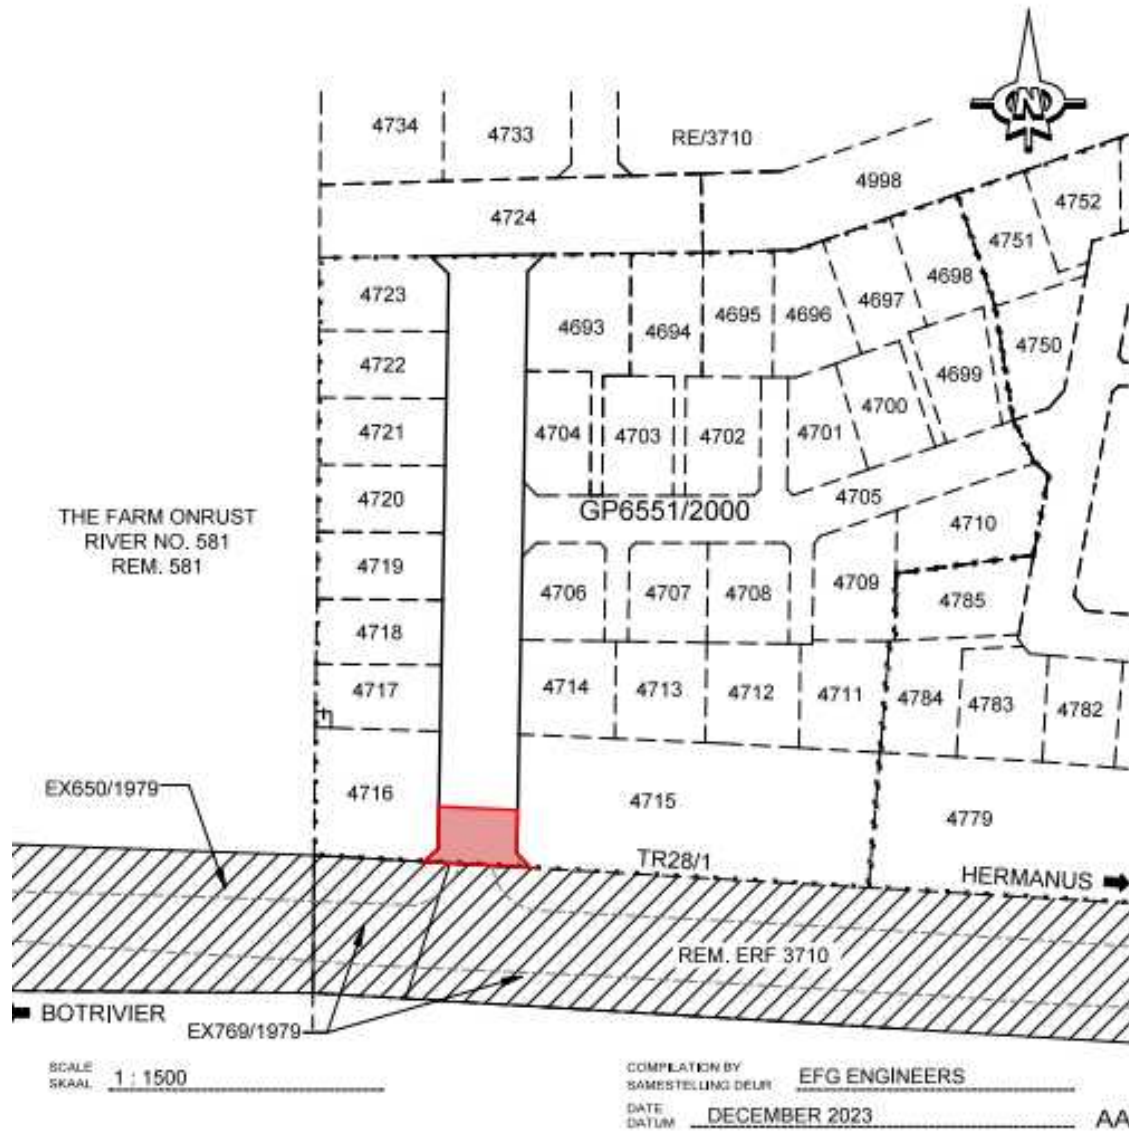 N
4734
4733
RE/3710
4998
4752
4724
4751
4723
4698
4697
4693
4694
4695
4696
4750
4722
4699
4700
4721
4704
4703
4702
4701
4720
4705
GP6551/2000
THE FARM ONRUST
RIVER NO. 581
REM. 581
4710
4719
4706
4707
4708
4709
4785
4718
4717
4714
4713
4712
4711
4784
4783
4782
EX650/1979
4716
4715
4779
TR28/1
HERMANUS
REM. ERF 3710
BOTRIVIER
EX769/1979
SCALE
SKAAL
1 : 1500
COMPILATION BY
SAMESTELLING DEUR
EFG ENGINEERS
DATE
DATUM
DECEMBER 2023
AA